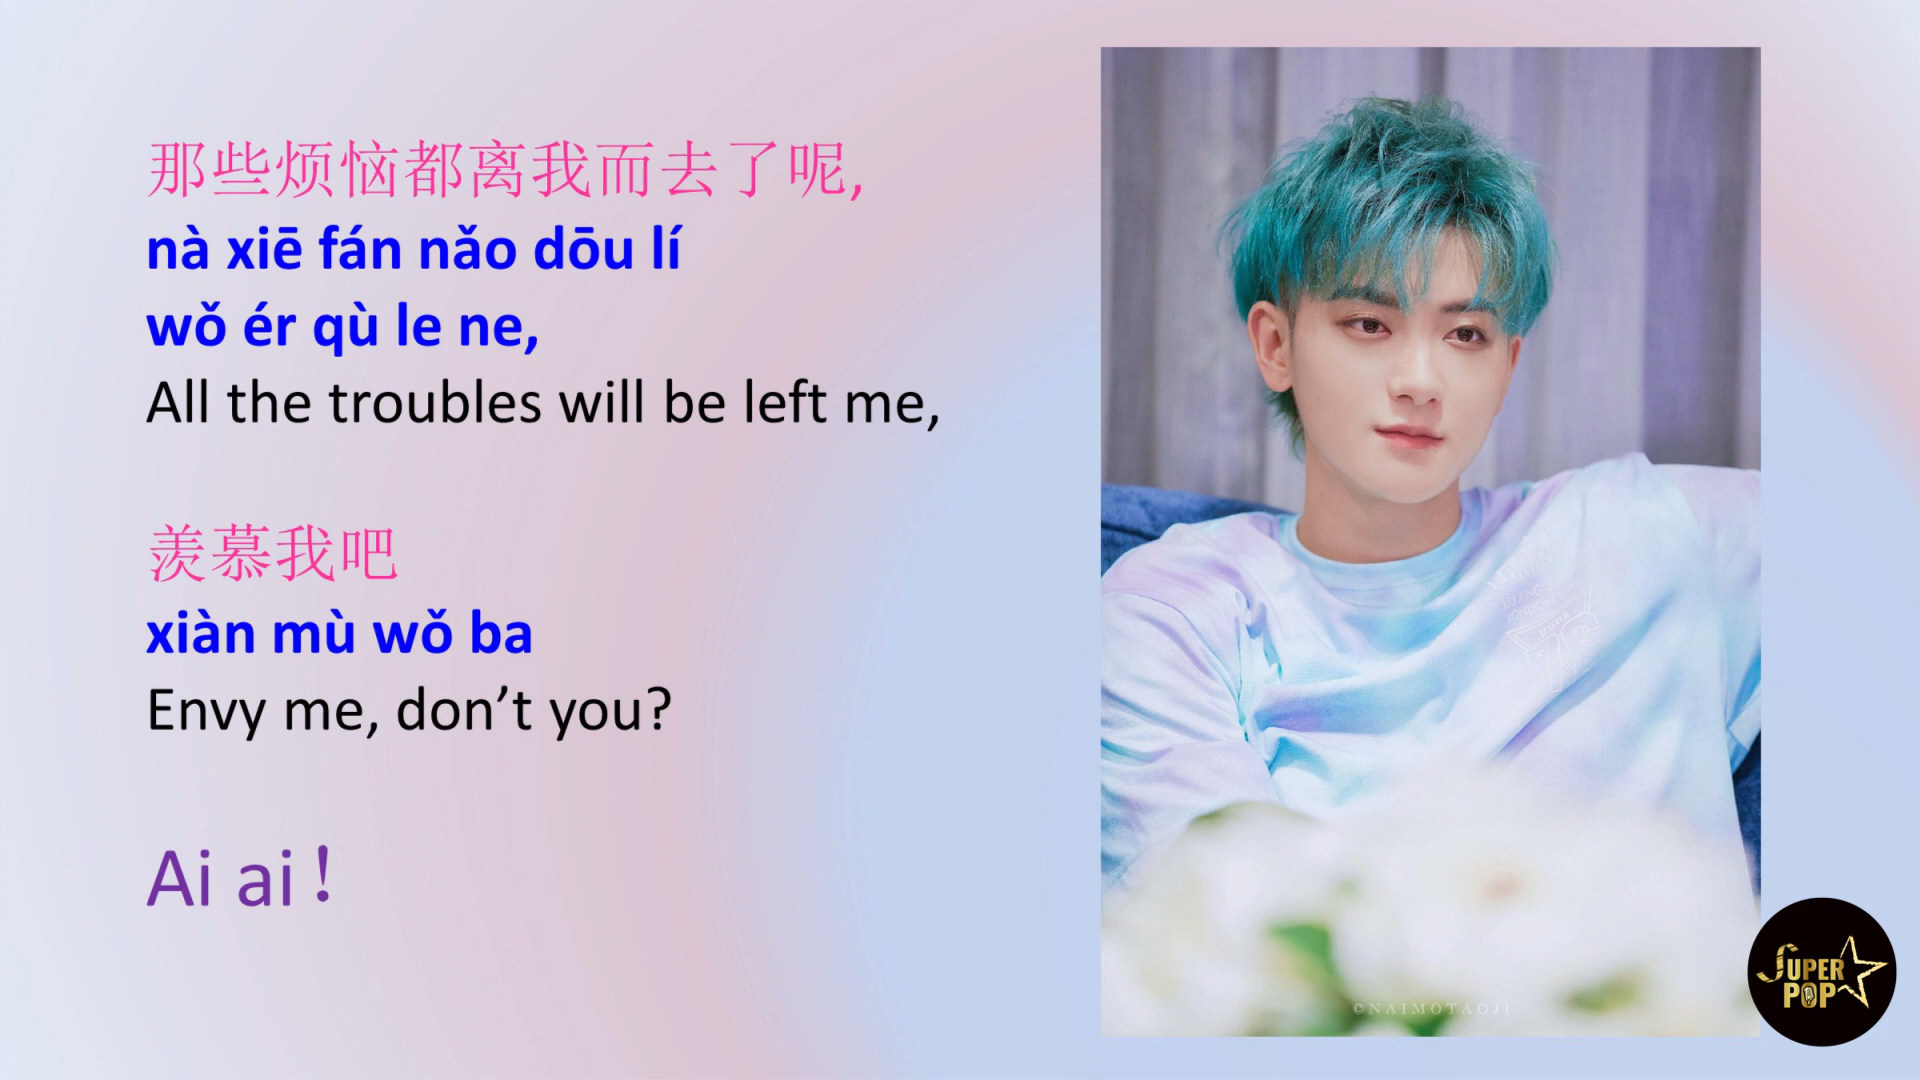 那些烦恼都离我而去了呢,
nà xiē fán nǎo dōu lí
wǒ ér qù le ne,
All the troubles will be left me,
羡慕我吧
xiàn mù wǒ ba
Envy me, don’t you?
Ai ai！
©NAIMOTAOJI
SUPER
POP